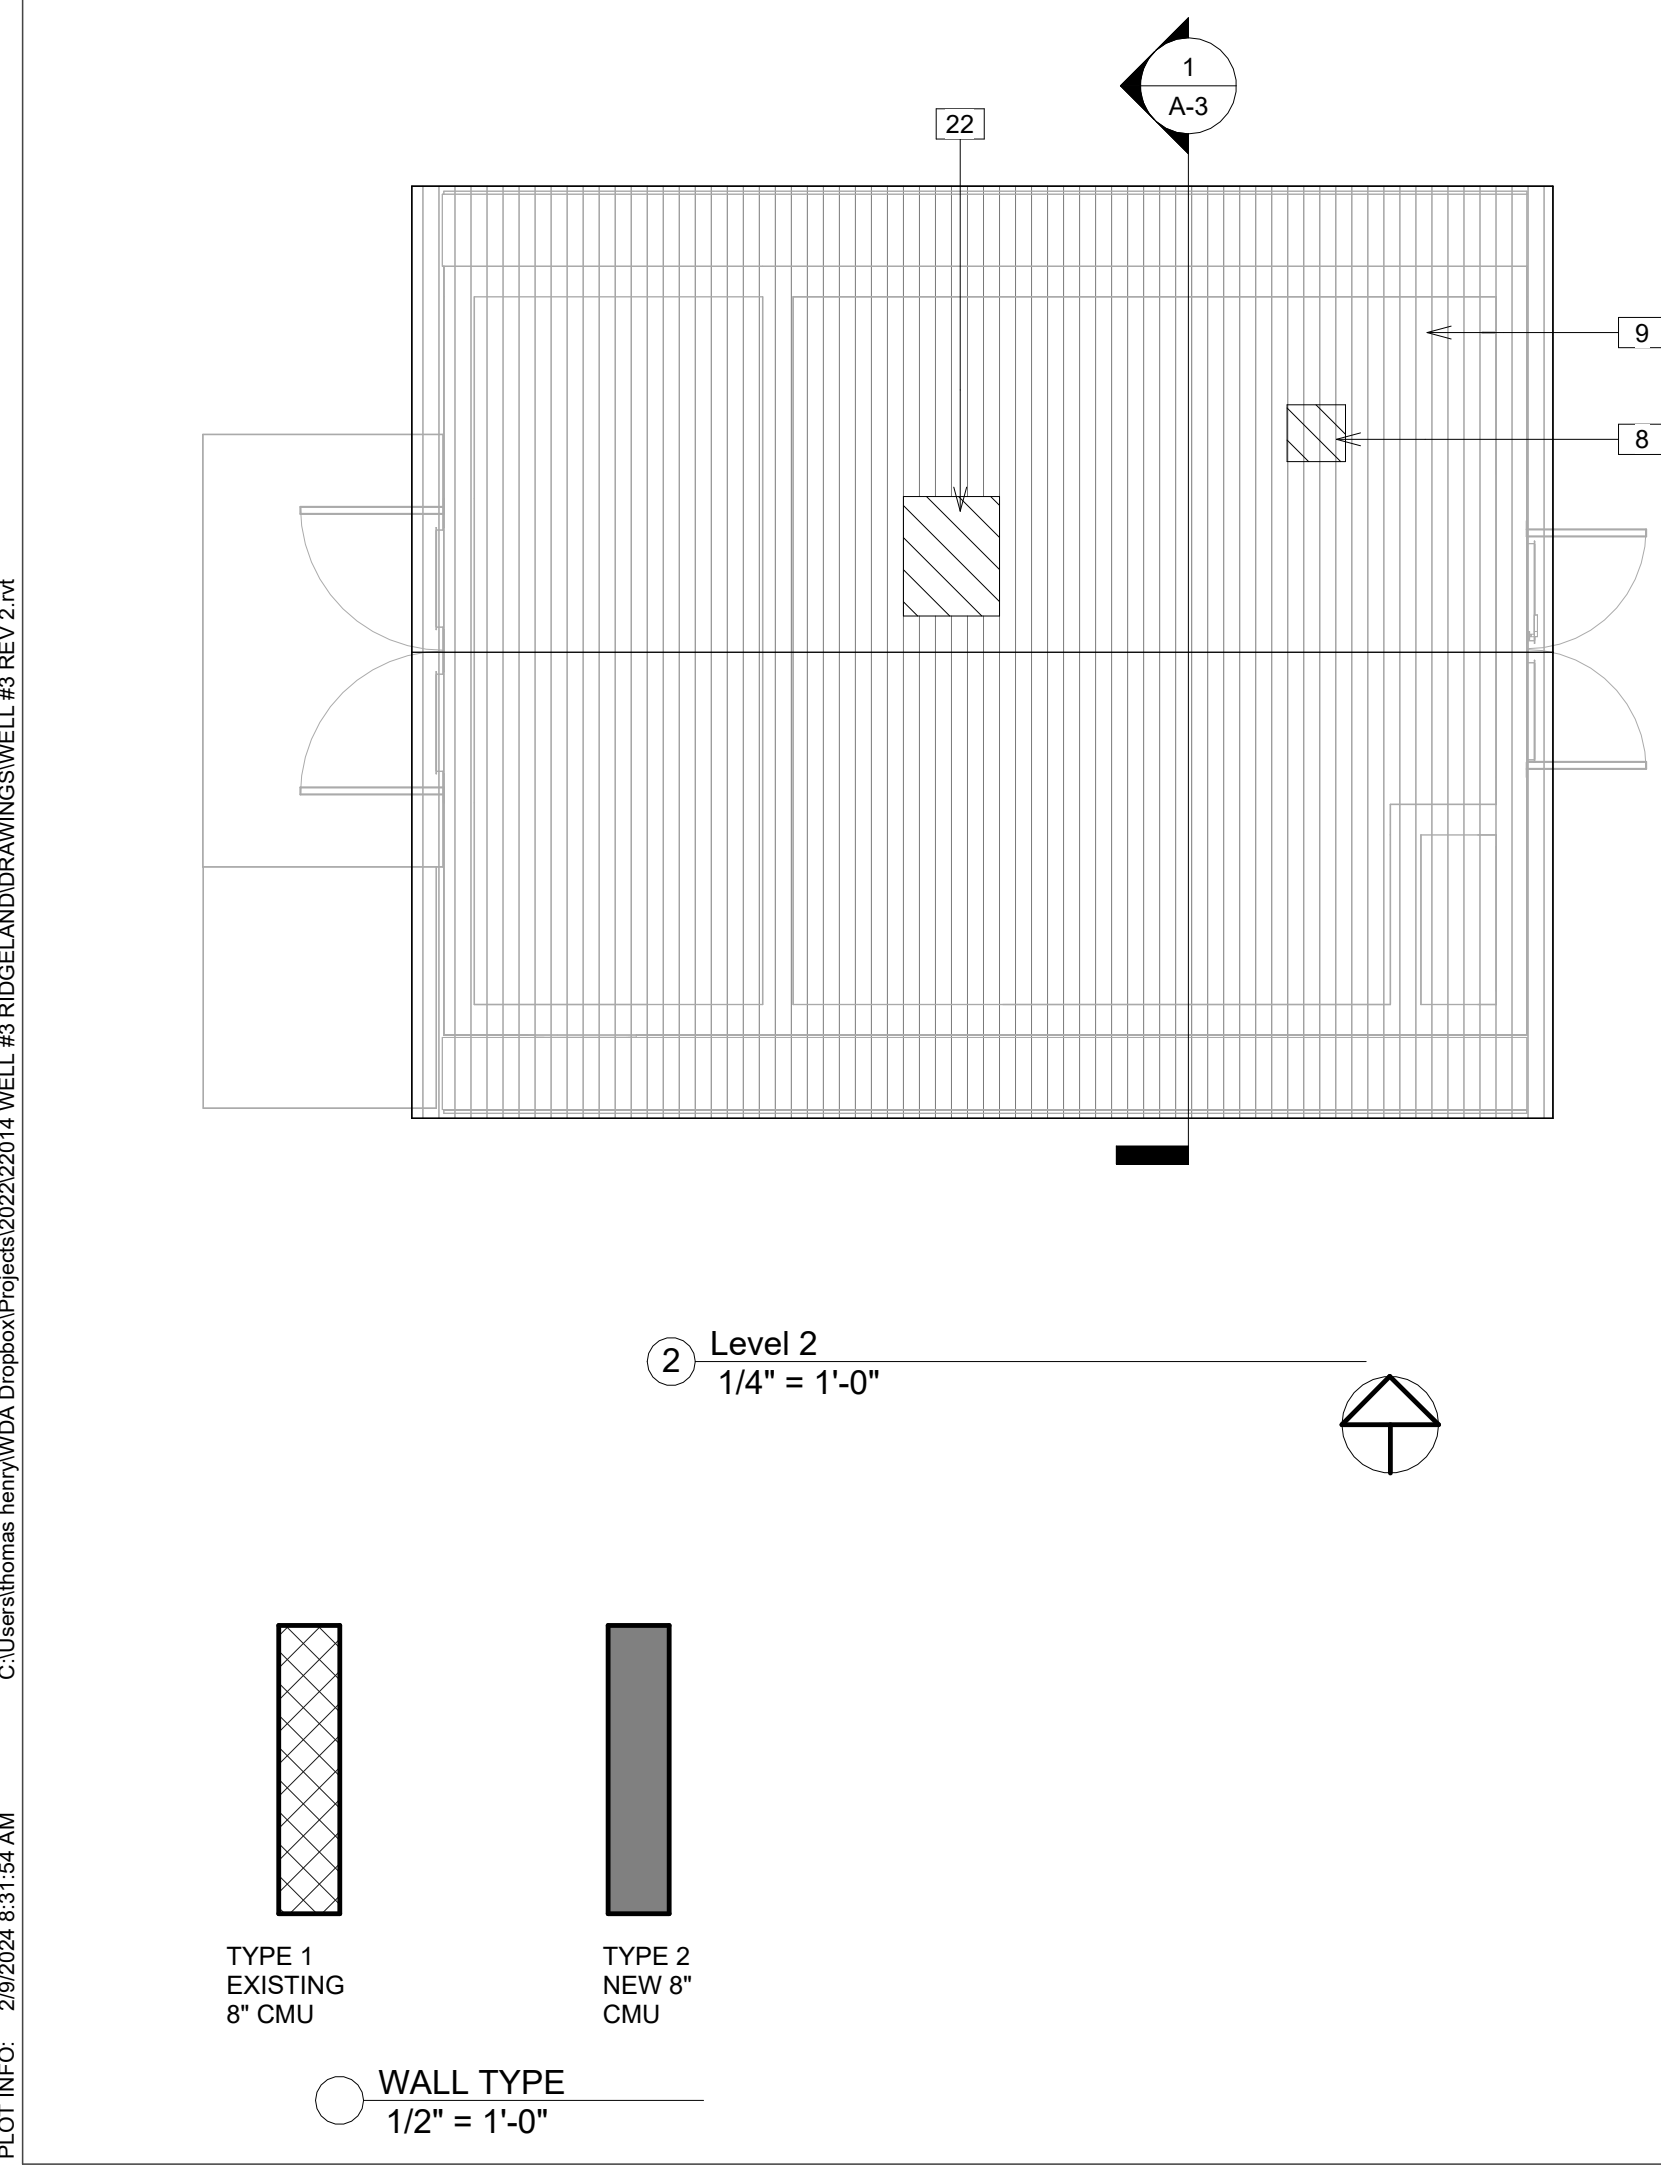 1
A-3
22
9
8
2
Level 2
1/4" = 1'-0"
TYPE 1
EXISTING
8" CMU
TYPE 2
NEW 8"
CMU
WALL TYPE
1/2" = 1'-0"
PLOT INFO: 2/9/2024 8:31:54 AM C:\Users\thomas henry\WDA Dropbox\Projects\2022\22014 WELL #3 RIDGELAND\DRAWINGS\WELL #3 REV 2.rvt